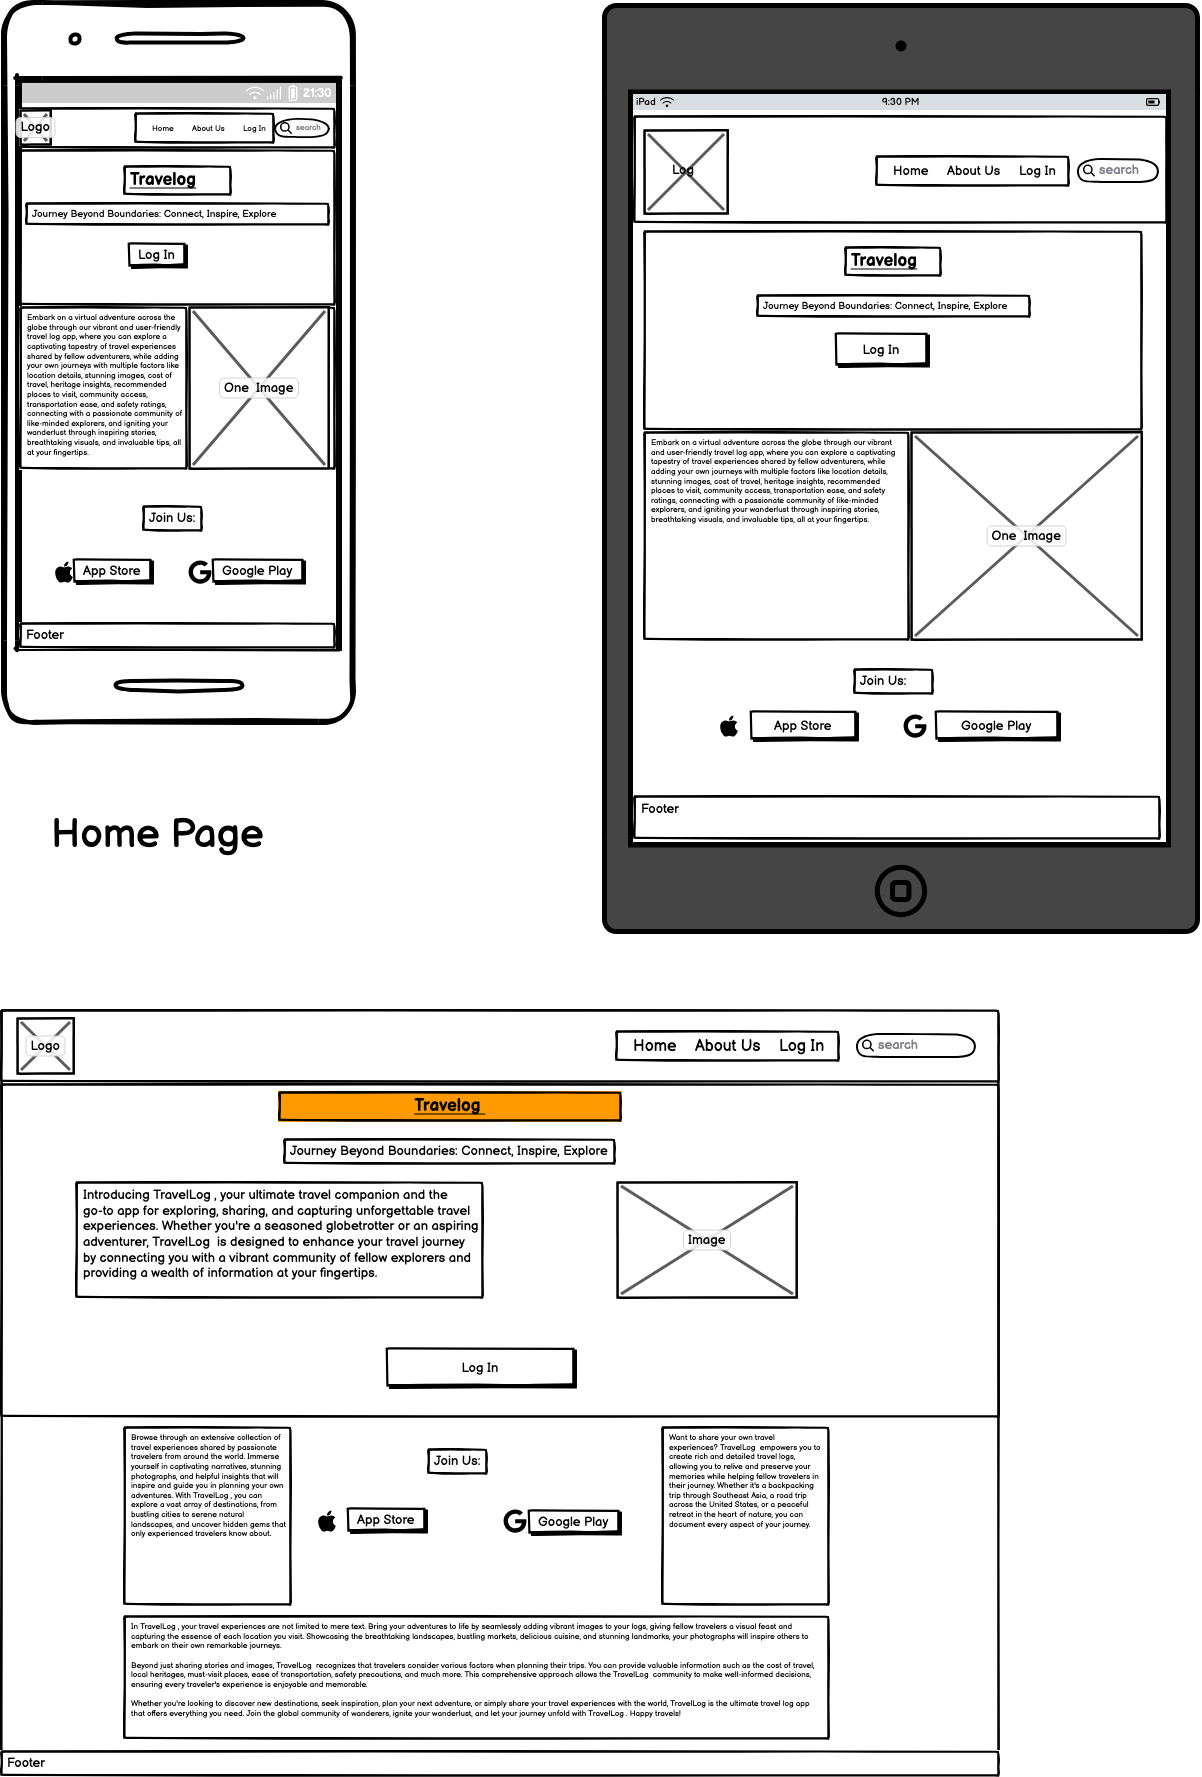 21:30
Logo
Home About Us Log In search
Travelog
Journey Beyond Boundaries: Connect, Inspire, Explore
Log In
Embark on a virtual adventure across the
globe through our vibrant and user-friendly
travel log app, where you can explore a
captivating tapestry of travel experiences
shared by fellow adventurers, while adding
your own journeys with multiple factors like
location details, stunning images, cost of
travel, heritage insights, recommended
places to visit, community access,
transportation ease, and safety ratings,
connecting with a passionate community of
like-minded explorers, and igniting your
wanderlust through inspiring stories,
breathtaking visuals, and invaluable tips, all
at your fingertips.
One Image
Join Us:
App Store Google Play
Footer
Home Page
iPad 9:30 PM
Log
Home About Us Log In search
Travelog
Journey Beyond Boundaries: Connect, Inspire, Explore
Log In
Embark on a virtual adventure across the globe through our vibrant
and user-friendly travel log app, where you can explore a captivating
tapestry of travel experiences shared by fellow adventurers, while
adding your own journeys with multiple factors like location details,
stunning images, cost of travel, heritage insights, recommended
places to visit, community access, transportation ease, and safety
ratings, connecting with a passionate community of like-minded
explorers, and igniting your wanderlust through inspiring stories,
breathtaking visuals, and invaluable tips, all at your fingertips.
One Image
Join Us:
App Store Google Play
Footer
Logo
Home About Us Log In search
Travelog
Journey Beyond Boundaries: Connect, Inspire, Explore
Introducing TravelLog , your ultimate travel companion and the
go-to app for exploring, sharing, and capturing unforgettable travel
experiences. Whether you're a seasoned globetrotter or an aspiring
adventurer, TravelLog is designed to enhance your travel journey
by connecting you with a vibrant community of fellow explorers and
providing a wealth of information at your fingertips.
Image
Log In
Browse through an extensive collection of
travel experiences shared by passionate
travelers from around the world. Immerse
yourself in captivating narratives, stunning
photographs, and helpful insights that will
inspire and guide you in planning your own
adventures. With TravelLog , you can
explore a vast array of destinations, from
bustling cities to serene natural
landscapes, and uncover hidden gems that
only experienced travelers know about.
Join Us:
App Store Google Play
Want to share your own travel
experiences? TravelLog empowers you to
create rich and detailed travel logs,
allowing you to relive and preserve your
memories while helping fellow travelers in
their journey. Whether it's a backpacking
trip through Southeast Asia, a road trip
across the United States, or a peaceful
retreat in the heart of nature, you can
document every aspect of your journey.
In TravelLog , your travel experiences are not limited to mere text. Bring your adventures to life by seamlessly adding vibrant images to your logs, giving fellow travelers a visual feast and
capturing the essence of each location you visit. Showcasing the breathtaking landscapes, bustling markets, delicious cuisine, and stunning landmarks, your photographs will inspire others to
embark on their own remarkable journeys.
Beyond just sharing stories and images, TravelLog recognizes that travelers consider various factors when planning their trips. You can provide valuable information such as the cost of travel,
local heritages, must-visit places, ease of transportation, safety precautions, and much more. This comprehensive approach allows the TravelLog community to make well-informed decisions,
ensuring every traveler's experience is enjoyable and memorable.
Whether you're looking to discover new destinations, seek inspiration, plan your next adventure, or simply share your travel experiences with the world, TravelLog is the ultimate travel log app
that offers everything you need. Join the global community of wanderers, ignite your wanderlust, and let your journey unfold with TravelLog . Happy travels!
Footer